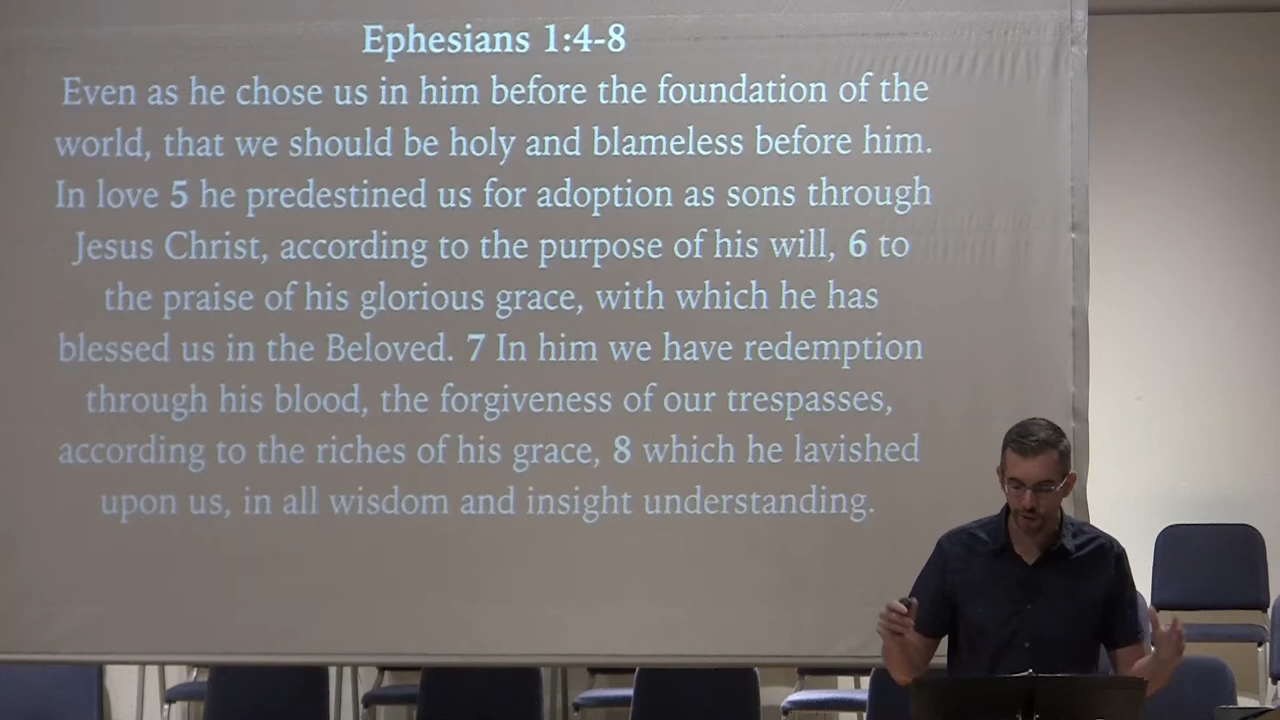 Ephesians 1:4-8
Even as he chose us in him before the foundation of the
world, that we should be holy and blameless before him.
In love 5 he predestined us for adoption as sons through
Jesus Christ, according to the purpose of his will, 6 to
the praise of his glorious grace, with which he has
blessed us in the Beloved. 7 In him we have redemption
through his blood, the forgiveness of our trespasses,
according to the riches of his grace, 8 which he lavished
upon us, in all wisdom and insight understanding.